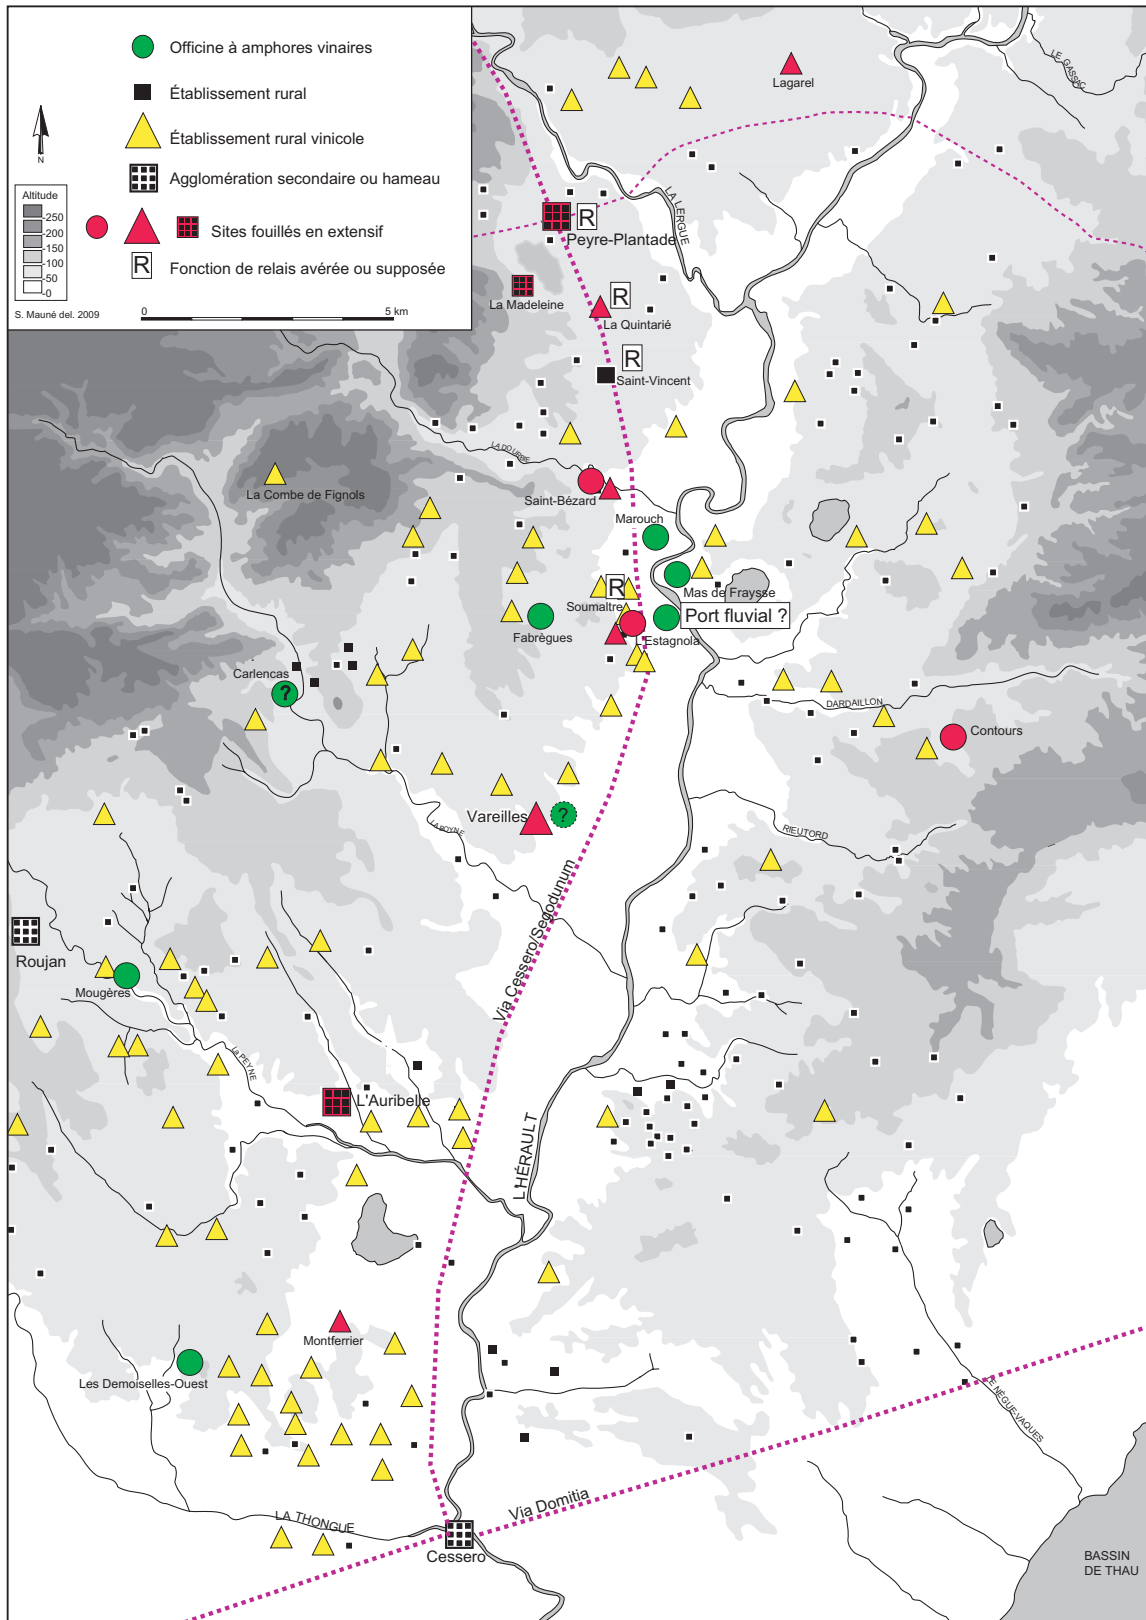 Officine à amphores vinaires
Établissement rural
Établissement rural vinicole
Agglomération secondaire ou hameau
Sites fouillés en extensif
R
Fonction de relais avérée ou supposée
N
Altitude
-250
-200
-150
-100
-50
-0
S. Mauné del. 2009
0
5 km
Lagarel
LE GASSAC
LA LERGUE
R
Peyre-Plantade
La Madeleine
R
La Quintarié
R
Saint-Vincent
LA DOURBIE
La Combe de Fignols
Saint-Bézard
Marouch
Mas de Fraysse
R
Soumaltre
Port fluvial ?
L'Estagnola
Fabrègues
Carlencas
?
DARDAILLON
Contours
Vareilles
?
LA BOYNE
RIEUTORD
Via Cessero/Segodunum
Roujan
Mougères
la PEYNE
L'Auribelle
L'HÉRAULT
Montferrier
Les Demoiselles-Ouest
LE NÈGUE-VAQUES
Via Domitia
LA THONGUE
Cessero
BASSIN
DE THAU